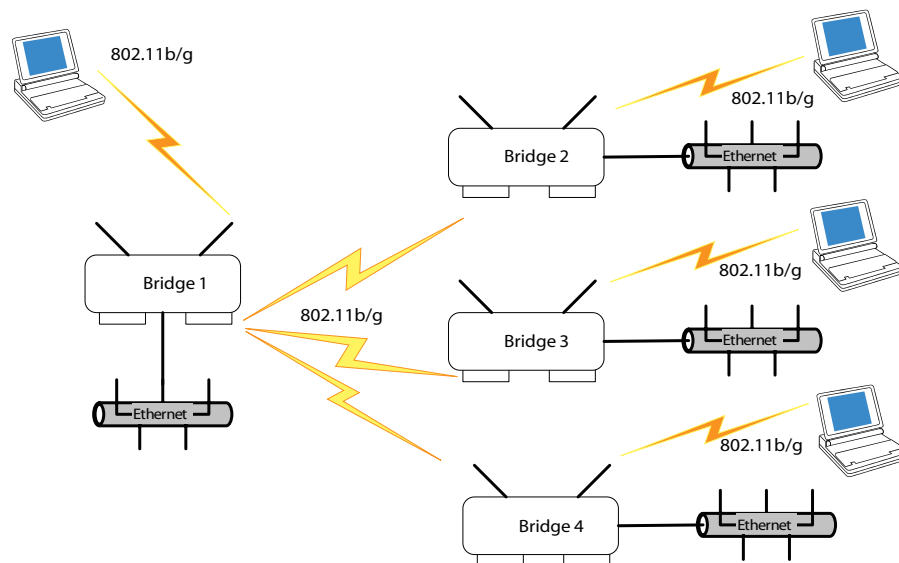 802.11b/g
802.11b/g
Bridge 2
Ethernet
Bridge 1
802.11b/g
802.11b/g
Bridge 3
Ethernet
Ethernet
802.11b/g
Bridge 4
Ethernet